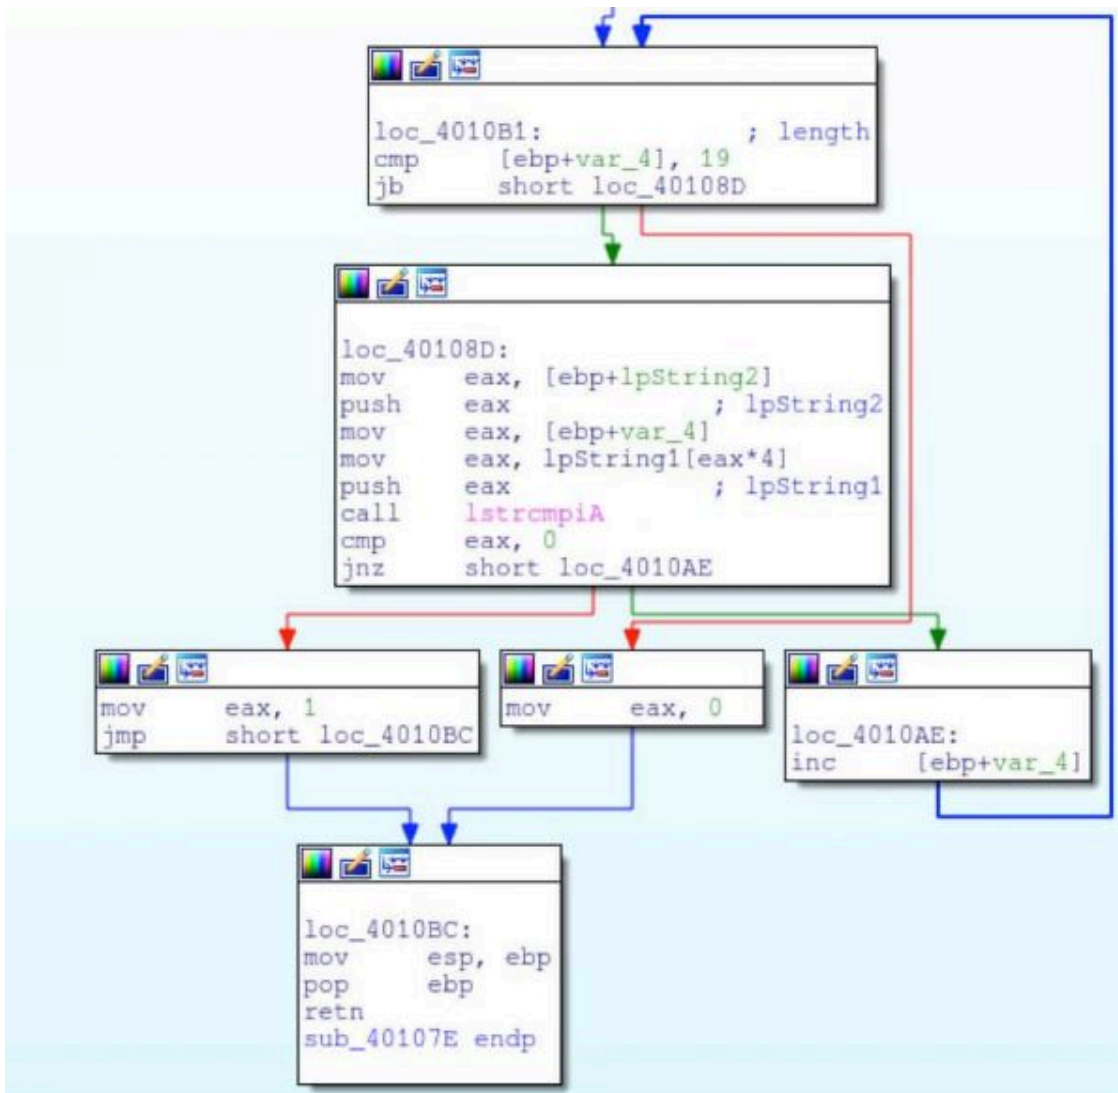 loc_4010B1: ; length
cmp [ebp+var_4], 19
jb short loc_40108D
loc_40108D:
mov eax, [ebp+lpString2]
push eax ; lpString2
mov eax, [ebp+var_4]
mov eax, lpString1[eax*4]
push eax ; lpString1
call lstrcmpiA
cmp eax, 0
jnz short loc_4010AE
mov eax, 1
jmp short loc_4010BC
mov eax, 0
loc_4010AE:
inc [ebp+var_4]
loc_4010BC:
mov esp, ebp
pop ebp
retn
sub_40107E endp